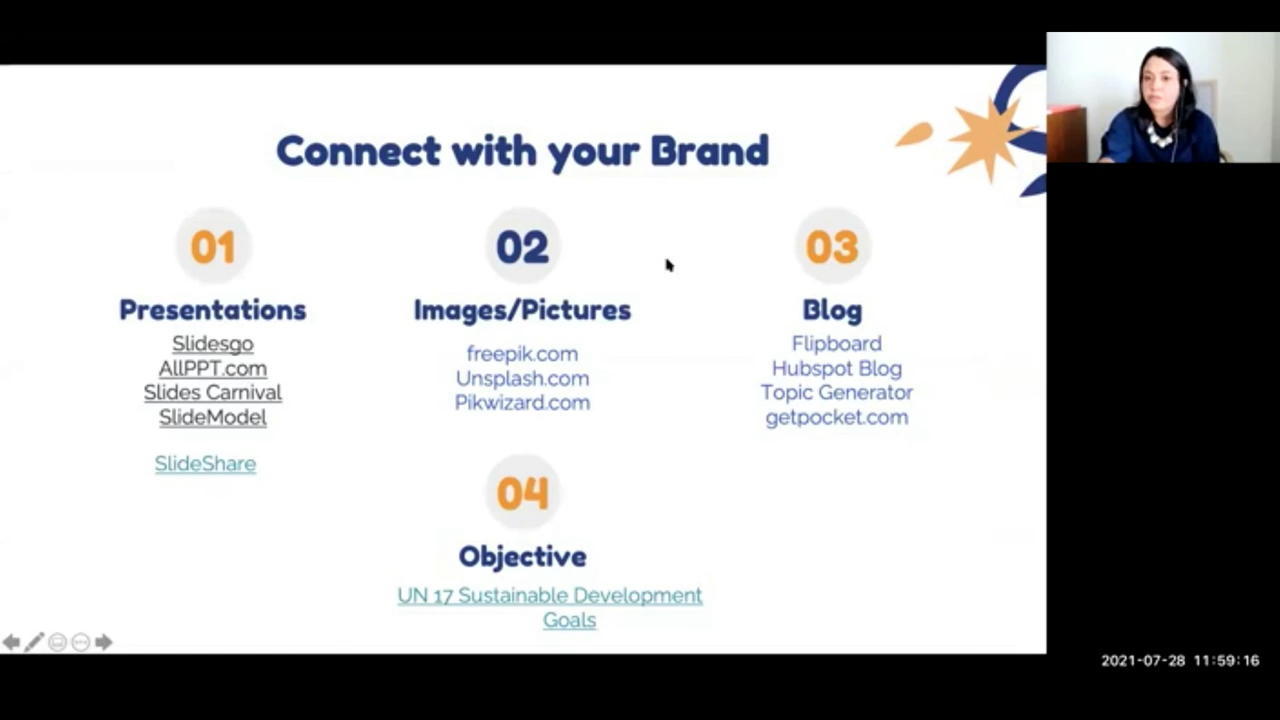 Connect with your Brand
01
Presentations
Slidesgo
AllPPT.com
Slides Carnival
SlideModel
SlideShare
02
Images/Pictures
freepik.com
Unsplash.com
Pikwizard.com
03
Blog
Flipboard
Hubspot Blog
Topic Generator
getpocket.com
04
Objective
UN 17 Sustainable Development
Goals
2021-07-28 11:59:16